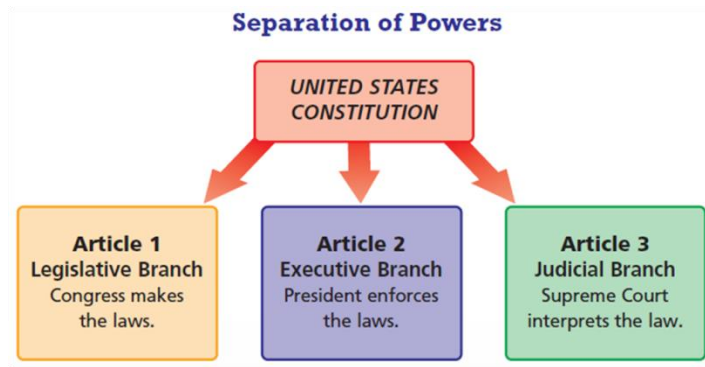 Separation of Powers
UNITED STATES
CONSTITUTION
Article 1
Legislative Branch
Congress makes
the laws.
Article 2
Executive Branch
President enforces
the laws.
Article 3
Judicial Branch
Supreme Court
interprets the law.